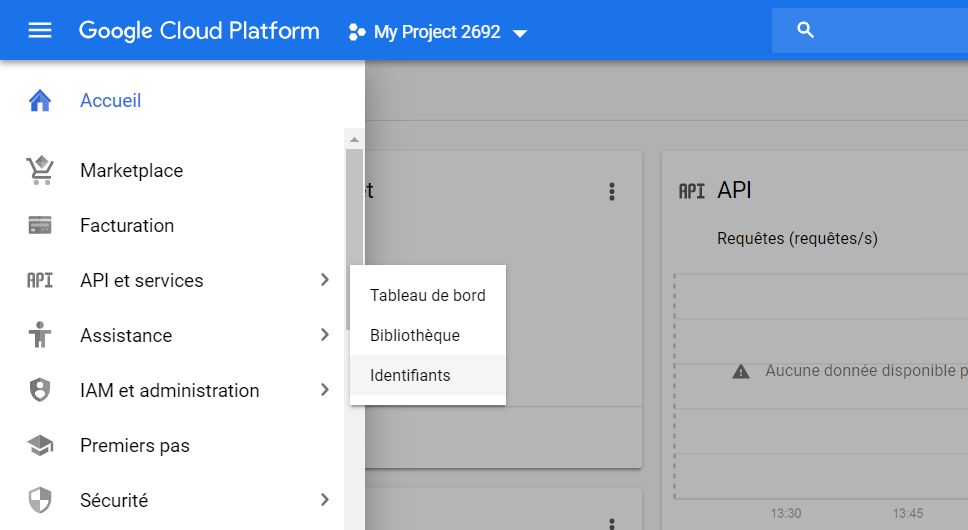 Google Cloud Platform
My Project 2692
Accueil
Marketplace
Facturation
API et services
Assistance
IAM et administration
Premiers pas
Sécurité
Tableau de bord
Bibliothèque
Identifiants
API API
Requêtes (requêtes/s)
Aucune donnée disponible
13:30 13:45